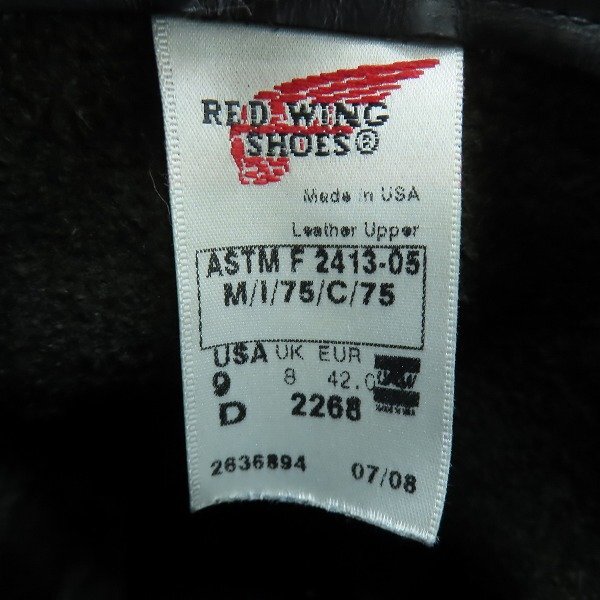 RED WING
SHOES®
Made in USA
Leather Upper
ASTM F 2413-05
M/I/75/C/75
USA UK EUR
9 8 42.0
D 2268
2636894 07/08